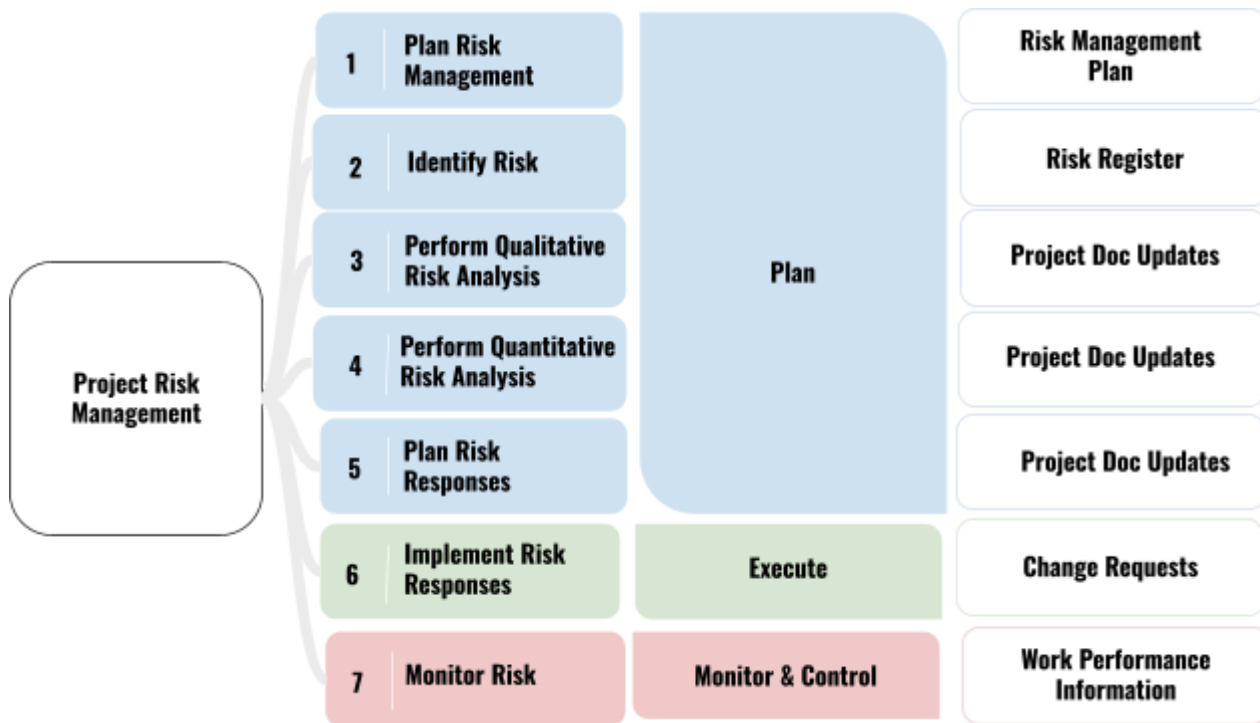 Project Risk
Management
1
Plan Risk
Management
2
Identify Risk
3
Perform Qualitative
Risk Analysis
4
Perform Quantitative
Risk Analysis
5
Plan Risk
Responses
6
Implement Risk
Responses
7
Monitor Risk
Plan
Execute
Monitor & Control
Risk Management
Plan
Risk Register
Project Doc Updates
Project Doc Updates
Project Doc Updates
Change Requests
Work Performance
Information